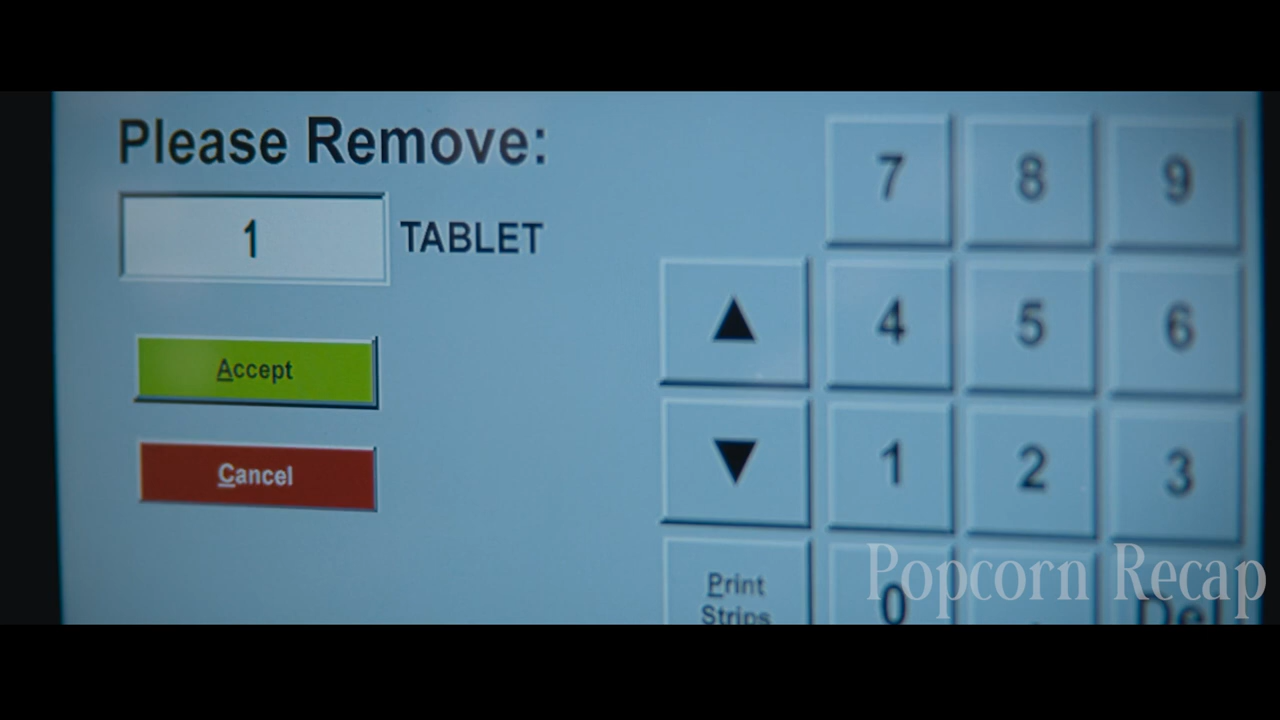 Please Remove:
1 TABLET
Accept
Cancel
7 8 9
▲ 4 5 6
▼ 1 2 3
Print
Strips
0 . Del
Popcorn Recap